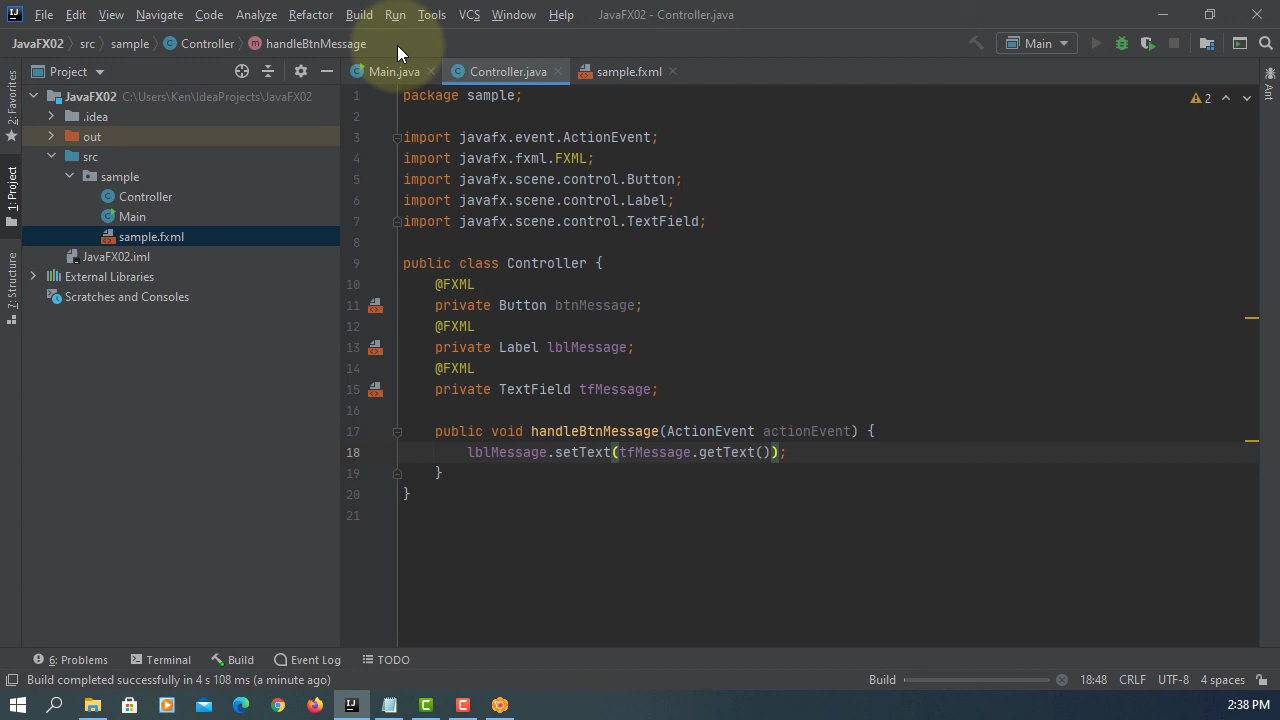 File Edit View Navigate Code Analyze Refactor Build Run Tools VCS Window Help JavaFX02 - Controller.java
JavaFX02 src sample Controller handleBtnMessage Main
Project
Main.java Controller.java sample.fxml
JavaFX02 C:\Users\Ken\IdeaProjects\JavaFX02
.idea
out
src
sample
Controller
Main
sample.fxml
JavaFX02.iml
External Libraries
Scratches and Consoles
2: Favorites
1: Project
7: Structure
Ant
2
1 package sample;
2
3 import javafx.event.ActionEvent;
4 import javafx.fxml.FXML;
5 import javafx.scene.control.Button;
6 import javafx.scene.control.Label;
7 import javafx.scene.control.TextField;
8
9 public class Controller {
10 @FXML
11 private Button btnMessage;
12 @FXML
13 private Label lblMessage;
14 @FXML
15 private TextField tfMessage;
16
17 public void handleBtnMessage(ActionEvent actionEvent) {
18 lblMessage.setText(tfMessage.getText());
19 }
20 }
21
6: Problems Terminal Build Event Log TODO
Build completed successfully in 4 s 108 ms (a minute ago) Build 18:48 CRLF UTF-8 4 spaces
2:38 PM